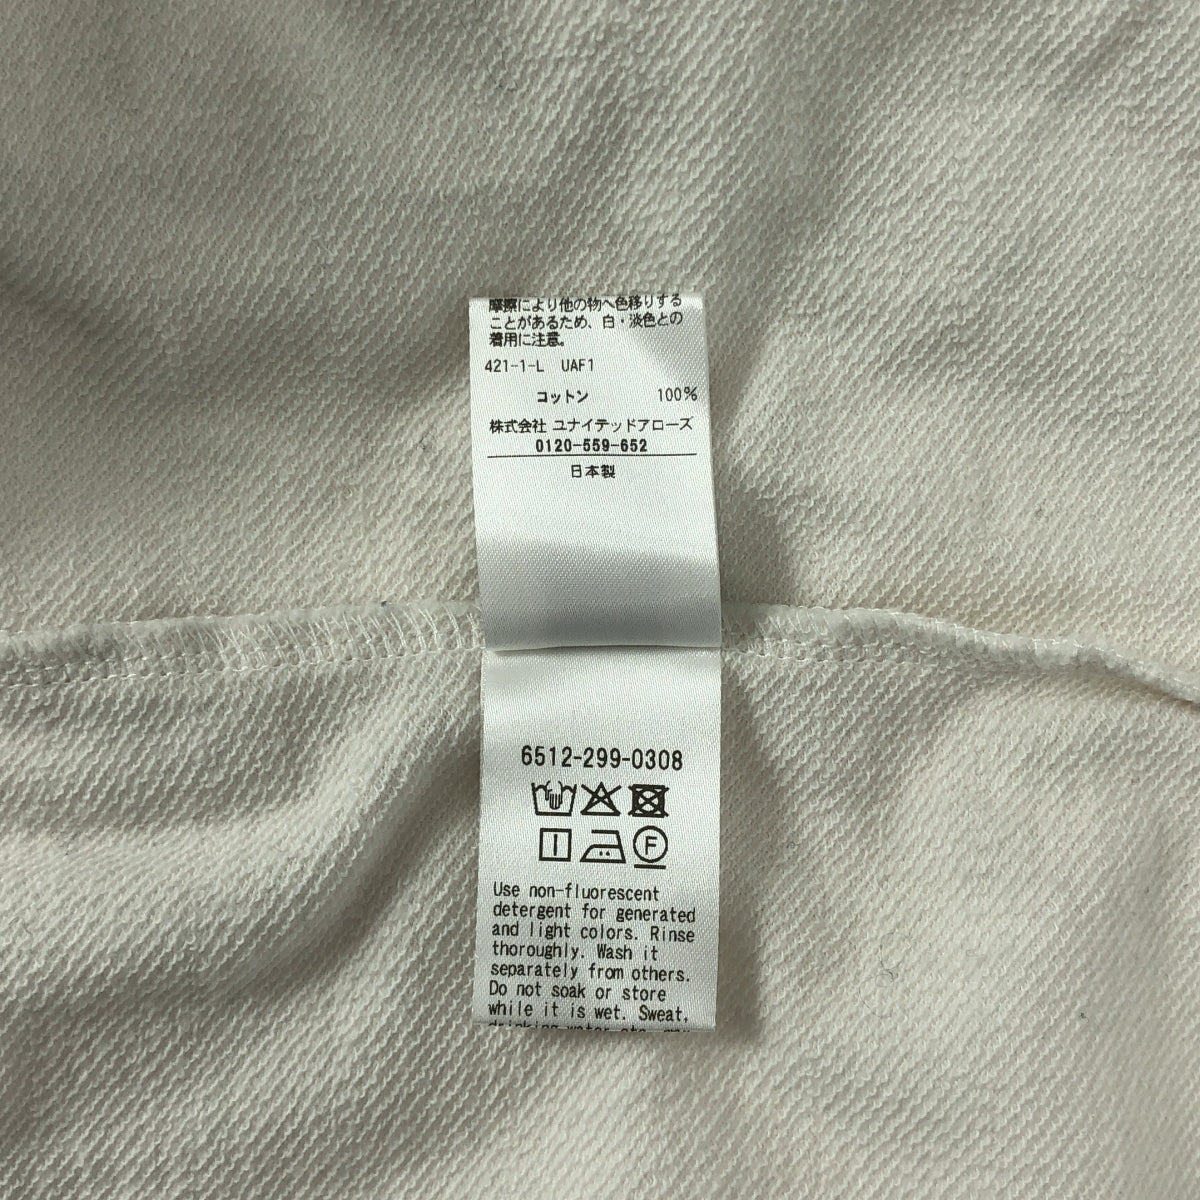 摩擦により他の物へ色移りする
ことがあるため、白・淡色との
着用に注意。
421-1-L UAF1
コットン 100%
株式会社 ユナイテッドアローズ
0120-559-652
日本製
6512-299-0308
F
Use non-fluorescent
detergent for generated
and light colors. Rinse
thoroughly. Wash it
separately from others.
Do not soak or store
while it is wet. Sweat,
drinking water etc. may